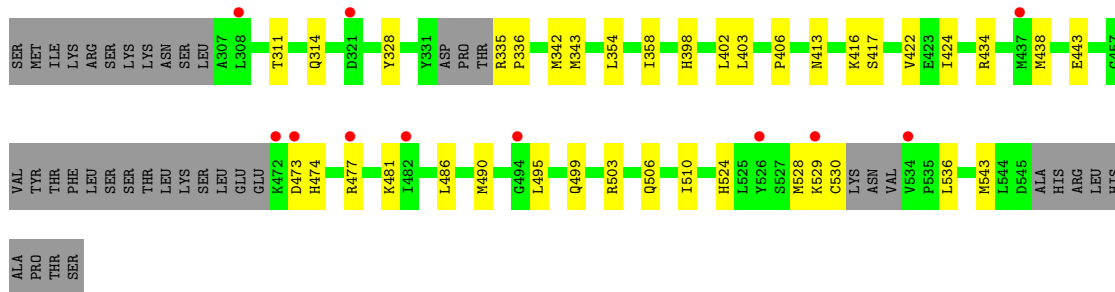 SER MET ILE LYS ARG SER LYS LYS ASN SER LEU A307 L308 T311 Q314 D321 Y328 Y331 ASP PRO THR R335 P336 M342 M343 L354 I358 H398 L402 L403 P406 N413 K416 S417 V422 E423 I424 R434 M437 M438 E443 C457
VAL TYR THR PHE LEU SER SER THR LEU LYS SER LEU GLU GLU K472 D473 H474 R477 K481 I482 L486 M490 G494 L495 Q499 R503 Q506 I510 H524 L525 Y526 S527 M528 K529 C530 LYS ASN VAL V534 P535 L536 M543 L544 D545 ALA HIS ARG LEU HIS
ALA PRO THR SER